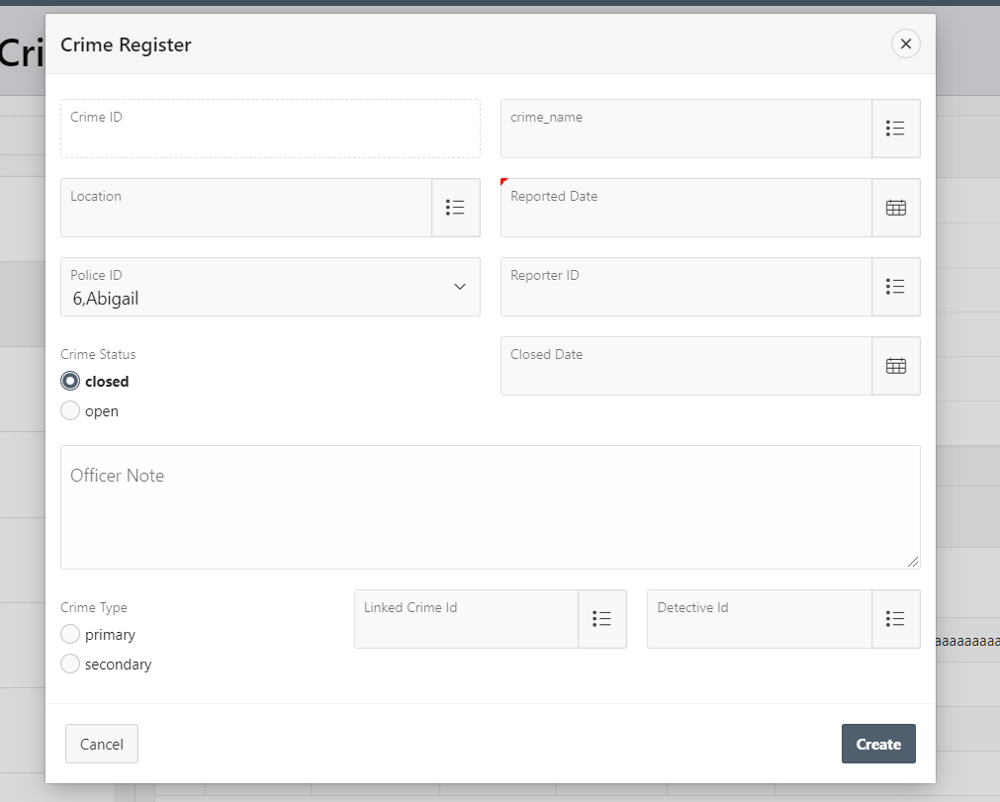 Cri
Crime Register
Crime ID
crime_name
Location
Reported Date
Police ID
6,Abigail
Reporter ID
Crime Status
closed
open
Closed Date
Officer Note
Crime Type
primary
secondary
Linked Crime Id
Detective Id
aaaaaaaaa
Cancel
Create